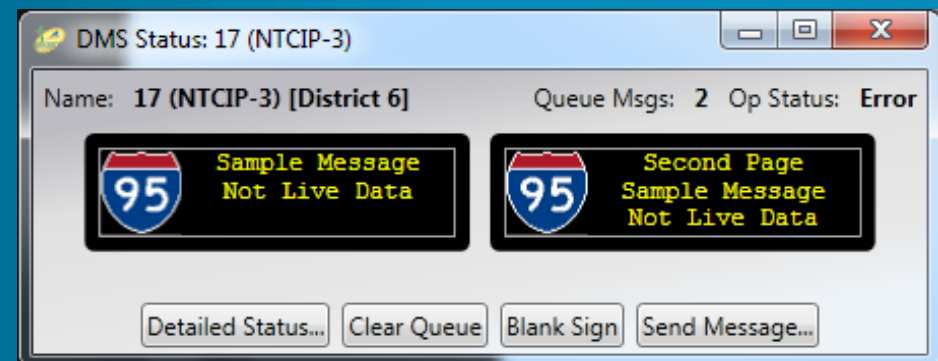 DMS Status: 17 (NTCIP-3)
Name: 17 (NTCIP-3) [District 6] Queue Msgs: 2 Op Status: Error
95
Sample Message
Not Live Data
95
Second Page
Sample Message
Not Live Data
Detailed Status... Clear Queue Blank Sign Send Message...